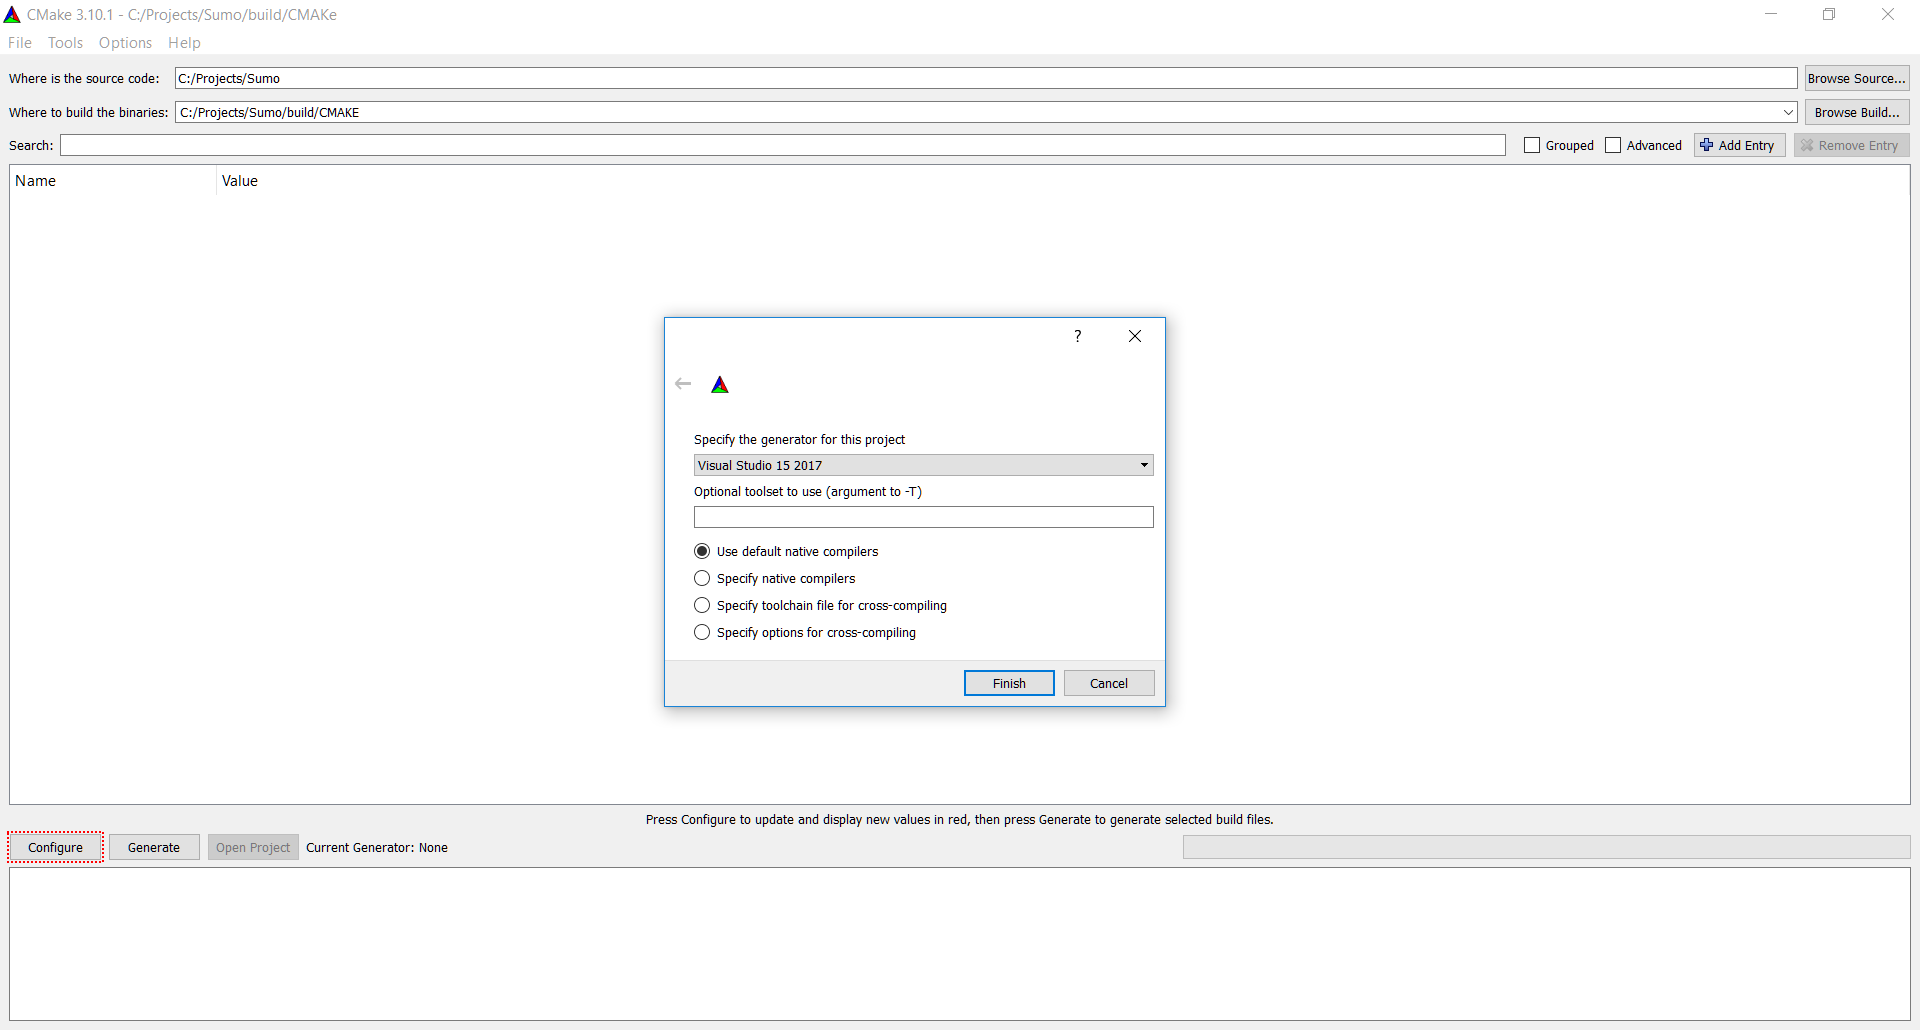 CMake 3.10.1 - C:/Projects/Sumo/build/CMAKe
File Tools Options Help
Where is the source code: C:/Projects/Sumo Browse Source...
Where to build the binaries: C:/Projects/Sumo/build/CMAKE Browse Build...
Search: Grouped Advanced Add Entry Remove Entry
Name Value
?
Specify the generator for this project
Visual Studio 15 2017
Optional toolset to use (argument to -T)
Use default native compilers
Specify native compilers
Specify toolchain file for cross-compiling
Specify options for cross-compiling
Finish Cancel
Press Configure to update and display new values in red, then press Generate to generate selected build files.
Configure Generate Open Project Current Generator: None